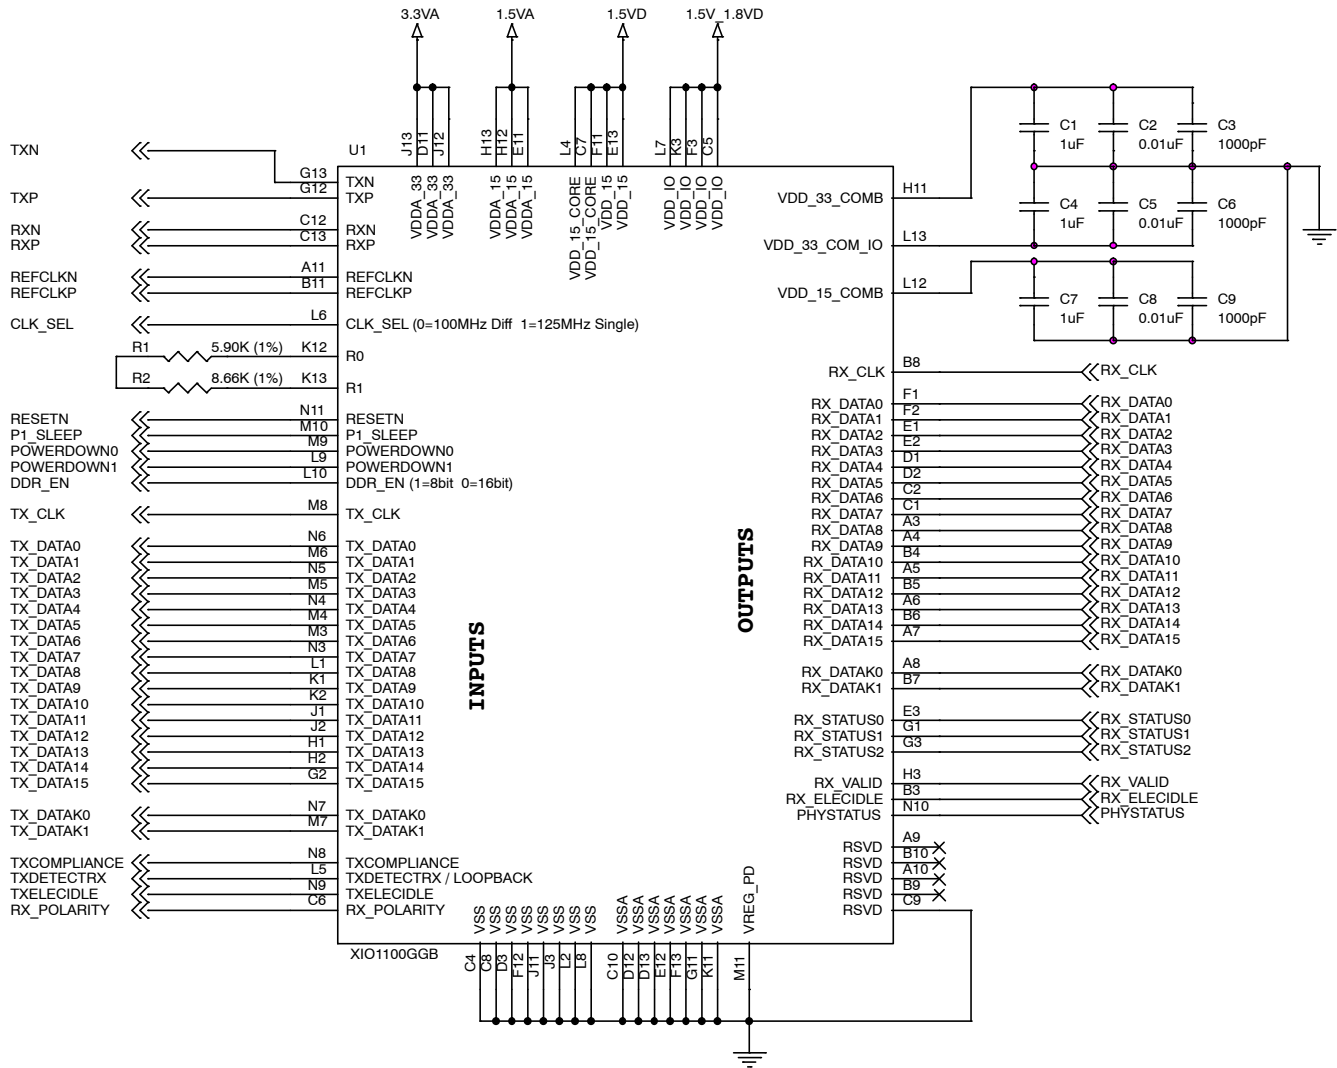 3.3VA 1.5VA 1.5VD 1.5V_1.8VD
U1
J13 D11 J12 H13 H12 E11 L4 C7 F11 E13 L7 K3 F3 C5
VDDA_33 VDDA_33 VDDA_33 VDDA_15 VDDA_15 VDDA_15 VDD_15_CORE VDD_15_CORE VDD_15 VDD_15 VDD_IO VDD_IO VDD_IO VDD_IO
TXN G13 TXN
TXP G12 TXP
RXN C12 RXN
RXP C13 RXP
REFCLKN A11 REFCLKN
REFCLKP B11 REFCLKP
CLK_SEL L6 CLK_SEL (0=100MHz Diff 1=125MHz Single)
R1 5.90K (1%) K12 R0
R2 8.66K (1%) K13 R1
RESETN N11 RESETN
P1_SLEEP M10 P1_SLEEP
POWERDOWN0 M9 POWERDOWN0
POWERDOWN1 L9 POWERDOWN1
DDR_EN L10 DDR_EN (1=8bit 0=16bit)
TX_CLK M8 TX_CLK
TX_DATA0 N6 TX_DATA0
TX_DATA1 M6 TX_DATA1
TX_DATA2 N5 TX_DATA2
TX_DATA3 M5 TX_DATA3
TX_DATA4 N4 TX_DATA4
TX_DATA5 M4 TX_DATA5
TX_DATA6 M3 TX_DATA6
TX_DATA7 N3 TX_DATA7
TX_DATA8 L1 TX_DATA8
TX_DATA9 K1 TX_DATA9
TX_DATA10 K2 TX_DATA10
TX_DATA11 J1 TX_DATA11
TX_DATA12 J2 TX_DATA12
TX_DATA13 H1 TX_DATA13
TX_DATA14 H2 TX_DATA14
TX_DATA15 G2 TX_DATA15
TX_DATAK0 N7 TX_DATAK0
TX_DATAK1 M7 TX_DATAK1
TXCOMPLIANCE N8 TXCOMPLIANCE
TXDETECTRX L5 TXDETECTRX / LOOPBACK
TXELECIDLE N9 TXELECIDLE
RX_POLARITY C6 RX_POLARITY
INPUTS
OUTPUTS
VDD_33_COMB H11
VDD_33_COM_IO L13
VDD_15_COMB L12
C1 C2 C3
1uF 0.01uF 1000pF
C4 C5 C6
1uF 0.01uF 1000pF
C7 C8 C9
1uF 0.01uF 1000pF
RX_CLK B8 RX_CLK
RX_DATA0 F1 RX_DATA0
RX_DATA1 F2 RX_DATA1
RX_DATA2 E1 RX_DATA2
RX_DATA3 E2 RX_DATA3
RX_DATA4 D1 RX_DATA4
RX_DATA5 D2 RX_DATA5
RX_DATA6 C2 RX_DATA6
RX_DATA7 C1 RX_DATA7
RX_DATA8 A3 RX_DATA8
RX_DATA9 A4 RX_DATA9
RX_DATA10 B4 RX_DATA10
RX_DATA11 A5 RX_DATA11
RX_DATA12 B5 RX_DATA12
RX_DATA13 A6 RX_DATA13
RX_DATA14 B6 RX_DATA14
RX_DATA15 A7 RX_DATA15
RX_DATAK0 A8 RX_DATAK0
RX_DATAK1 B7 RX_DATAK1
RX_STATUS0 E3 RX_STATUS0
RX_STATUS1 G1 RX_STATUS1
RX_STATUS2 G3 RX_STATUS2
RX_VALID H3 RX_VALID
RX_ELECIDLE B3 RX_ELECIDLE
PHYSTATUS N10 PHYSTATUS
RSVD A9
RSVD B10
RSVD A10
RSVD B9
RSVD C9
VSS VSS VSS VSS VSS VSS VSS VSS VSSA VSSA VSSA VSSA VSSA VSSA VSSA VREG_PD
XIO1100GGB
C4 C8 D3 F12 J11 J3 L2 L8 C10 D12 D13 E12 F13 G11 K11 M11